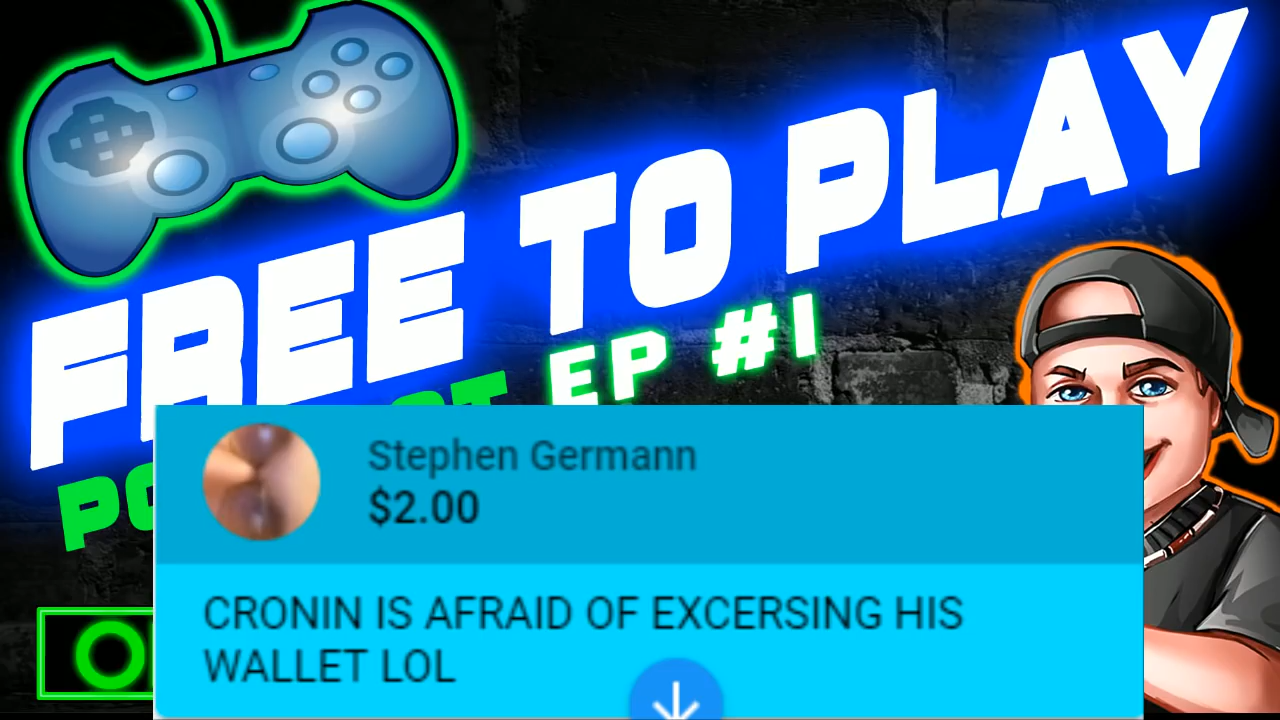 FREE TO PLAY
EP #1
Stephen Germann
$2.00
CRONIN IS AFRAID OF EXCERSING HIS
WALLET LOL